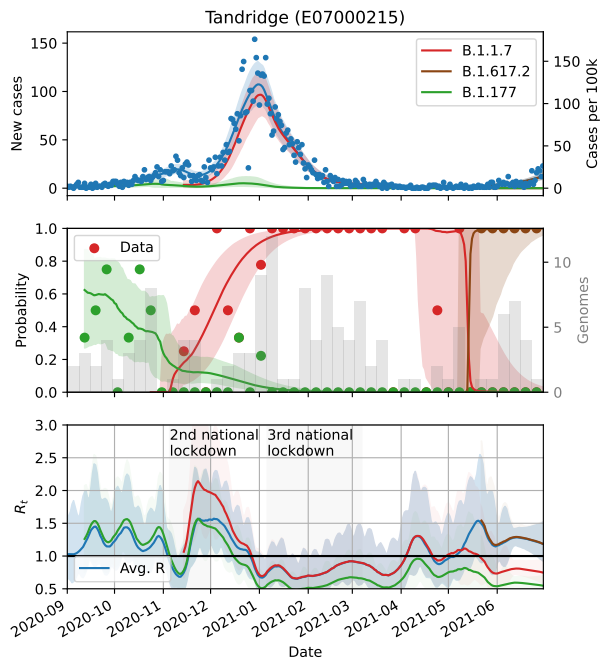 Tandridge (E07000215)
New cases
150
100
50
0
B.1.1.7
B.1.617.2
B.1.177
150
100
50
0
Cases per 100k
Probability
1.0
0.8
0.6
0.4
0.2
0.0
Data
10
5
0
Genomes
R_t
3.0
2.5
2.0
1.5
1.0
0.5
2nd national
lockdown
3rd national
lockdown
Avg. R
2020-09
2020-10
2020-11
2020-12
2021-01
2021-02
2021-03
2021-04
2021-05
2021-06
Date